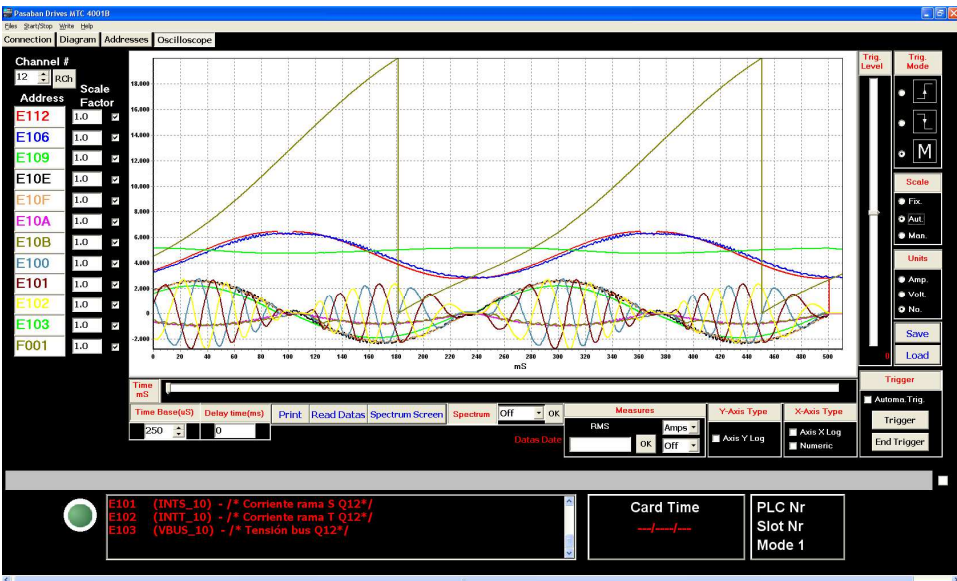 Pasaban Drives MTC 4001B
Files Start/Stop Write Help
Connection Diagram Addresses Oscilloscope
Channel #
12 RCh
Address Scale Factor
E112 1.0
E106 1.0
E109 1.0
E10E 1.0
E10F 1.0
E10A 1.0
E10B 1.0
E100 1.0
E101 1.0
E102 1.0
E103 1.0
F001 1.0
18.000
16.000
14.000
12.000
10.000
8.000
6.000
4.000
2.000
0
-2.000
0 20 40 60 80 100 120 140 160 180 200 220 240 260 280 300 320 340 360 380 400 420 440 460 480 500
mS
Trig. Level
0
Trig. Mode
M
Scale
Fix.
Aut.
Man.
Units
Amp.
Volt.
No.
Save
Load
Time mS
Time Base(uS)
250
Delay time(ms)
0
Print Read Datas Spectrum Screen Spectrum Off OK
Datas Date
Measures
RMS Amps
OK Off
Y-Axis Type
Axis Y Log
X-Axis Type
Axis X Log
Numeric
Trigger
Automa.Trig.
Trigger
End Trigger
E101 (INTS_10) - /* Corriente rama S Q12*/
E102 (INTT_10) - /* Corriente rama T Q12*/
E103 (VBUS_10) - /* Tensión bus Q12*/
Card Time
---/----/---
PLC Nr
Slot Nr
Mode 1